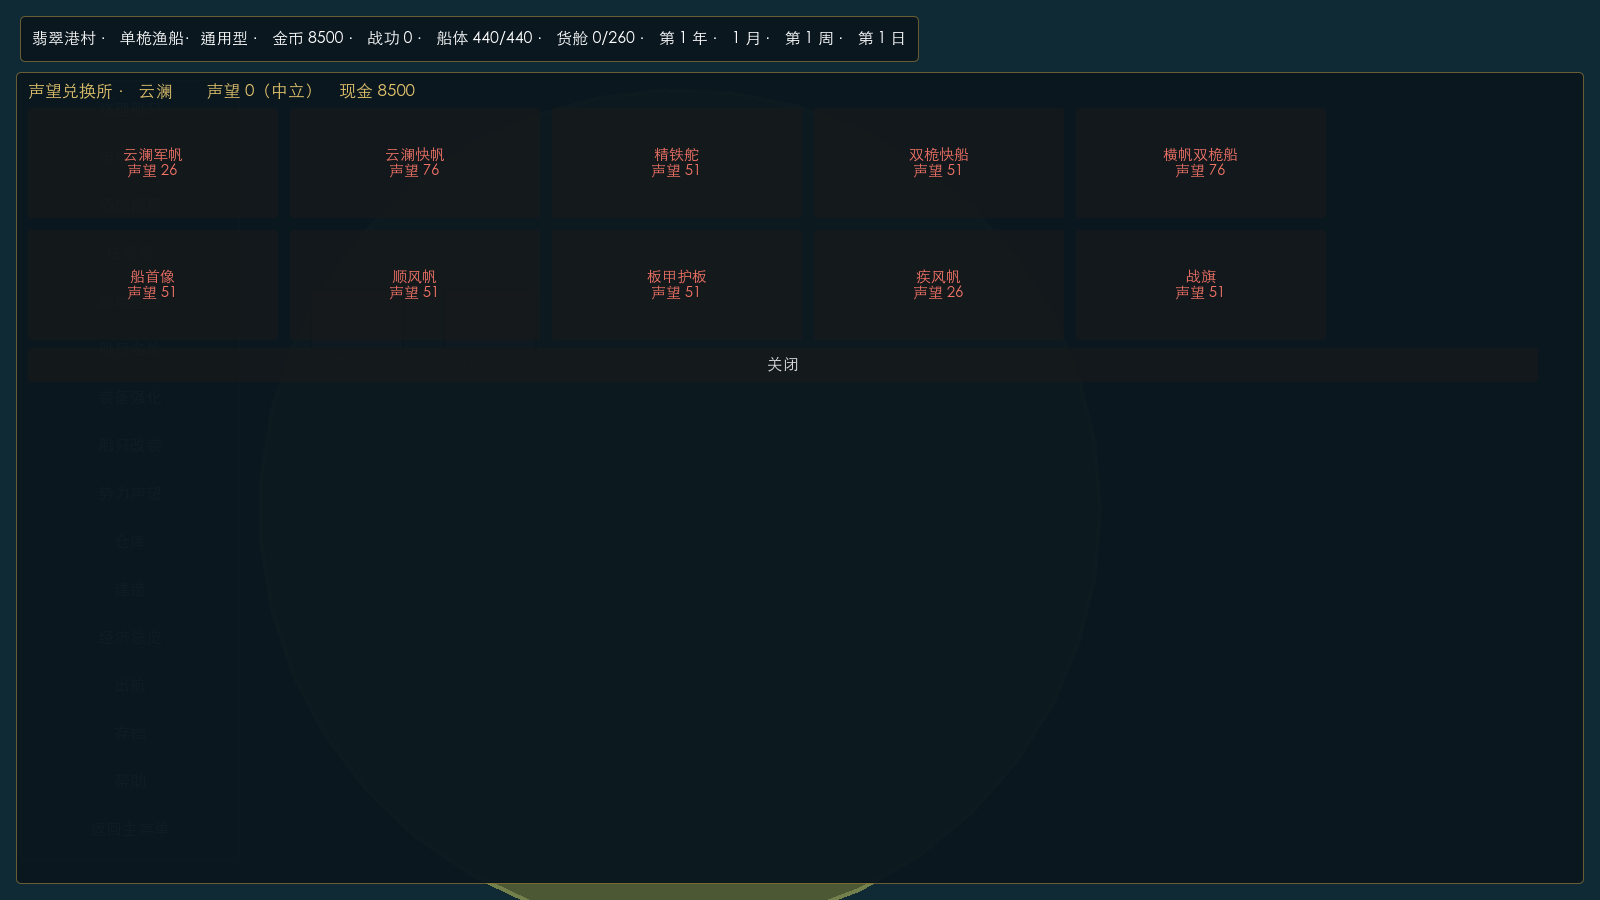 翡翠港村 · 单桅渔船 · 通用型 · 金币 8500 · 战功 0 · 船体 440/440 · 货舱 0/260 · 第 1 年 · 1 月 · 第 1 周 · 第 1 日
声望兑换所 · 云澜 声望 0（中立） 现金 8500
云澜军帆
声望 26
云澜快帆
声望 76
精铁舵
声望 51
双桅快船
声望 51
横帆双桅船
声望 76
船首像
声望 51
顺风帆
声望 51
板甲护板
声望 51
疾风帆
声望 26
战旗
声望 51
关闭